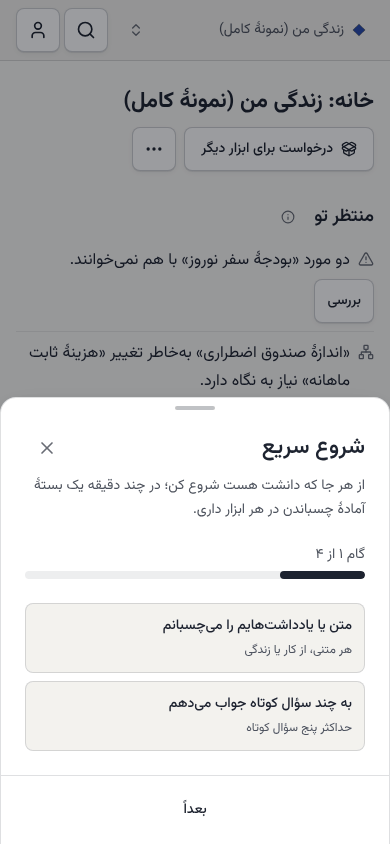 زندگی من (نمونهٔ کامل)
خانه: زندگی من (نمونهٔ کامل)
درخواست برای ابزار دیگر
منتظر تو
دو مورد «بودجهٔ سفر نوروز» با هم نمی‌خوانند.
بررسی
«اندازهٔ صندوق اضطراری» به‌خاطر تغییر «هزینهٔ ثابت
ماهانه» نیاز به نگاه دارد.
شروع سریع
از هر جا که دانشت هست شروع کن؛ در چند دقیقه یک بستهٔ
آمادهٔ چسباندن در هر ابزار داری.
گام ۱ از ۴
متن یا یادداشت‌هایم را می‌چسبانم
هر متنی، از کار یا زندگی
به چند سؤال کوتاه جواب می‌دهم
حداکثر پنج سؤال کوتاه
بعداً